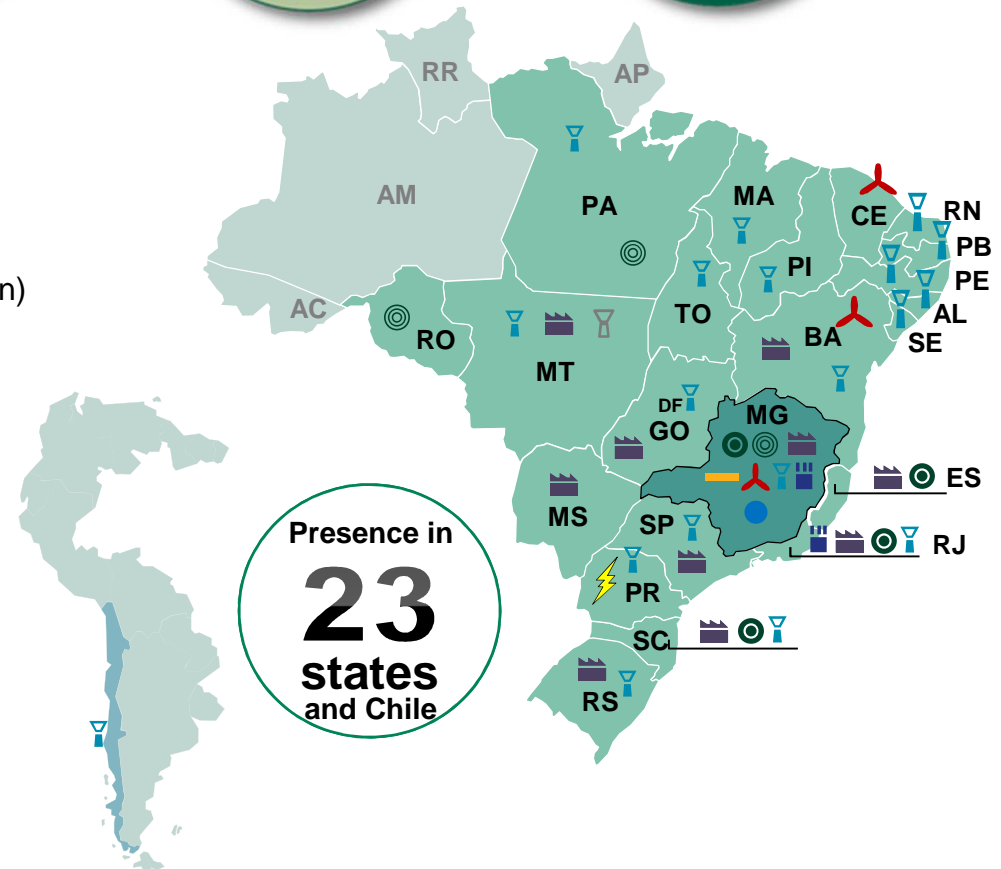 RR
AP
AM
PA
MA
CE
RN
PB
PI
PE
n)
AC
TO
AL
RO
BA
SE
MT
DF
MG
GO
ES
MS
SP
Presence in
RJ
23
PR
states
SC
and Chile
RS